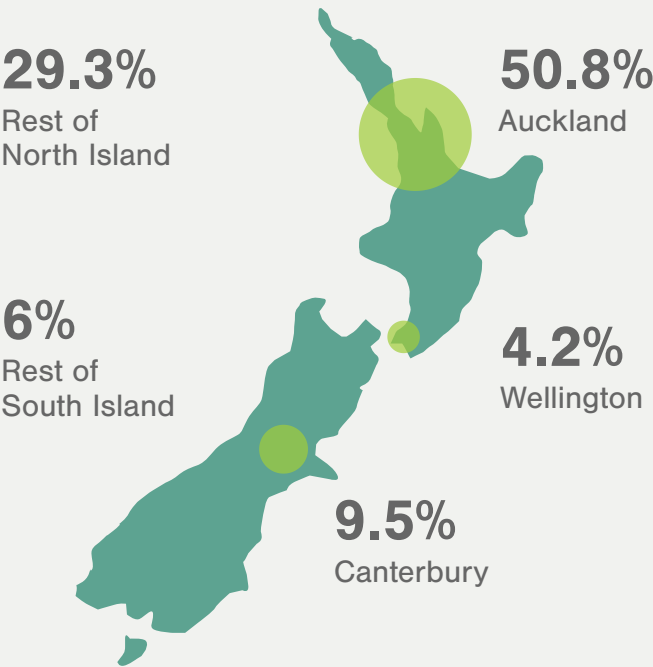 29.3%
Rest of
North Island
50.8%
Auckland
6%
Rest of
South Island
4.2%
Wellington
9.5%
Canterbury